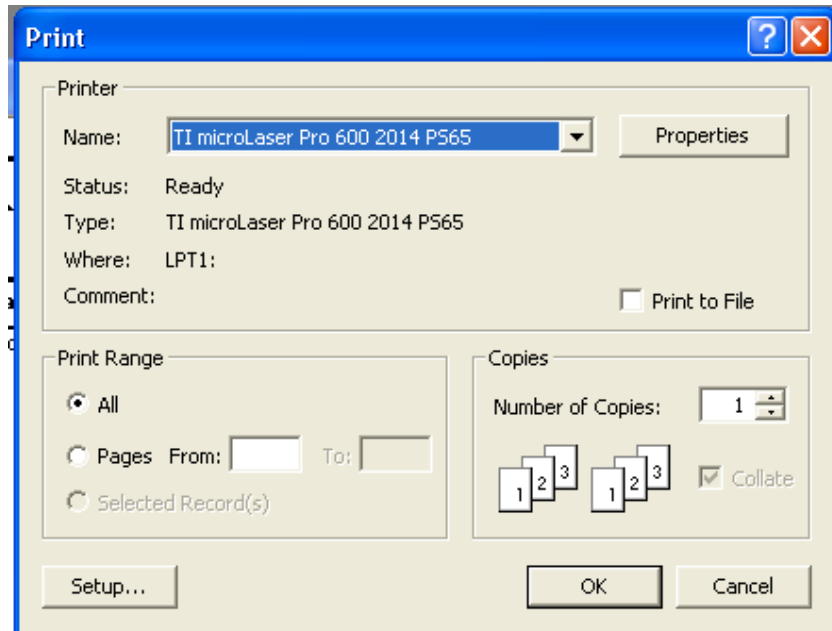 Print
Printer
Name: TI microLaser Pro 600 2014 PS65 Properties
Status: Ready
Type: TI microLaser Pro 600 2014 PS65
Where: LPT1:
Comment:
Print to File
Print Range
All
Pages From: To:
Selected Record(s)
Copies
Number of Copies: 1
1 2 3 1 2 3
Collate
Setup... OK Cancel